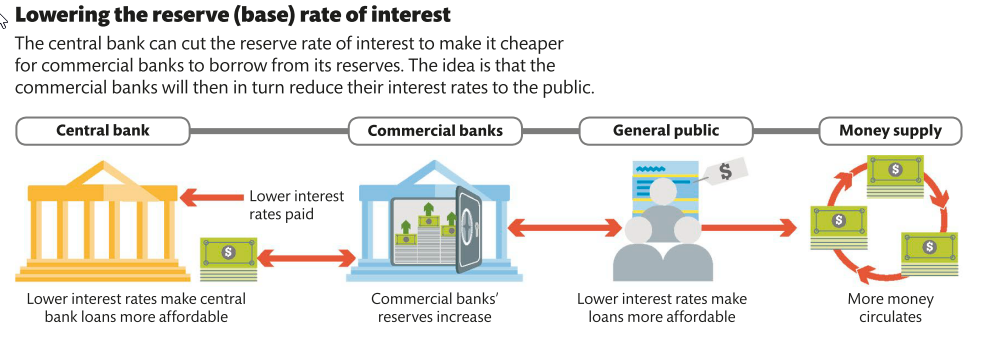 Lowering the reserve (base) rate of interest
The central bank can cut the reserve rate of interest to make it cheaper
for commercial banks to borrow from its reserves. The idea is that the
commercial banks will then in turn reduce their interest rates to the public.
Central bank
Commercial banks
General public
Money supply
Lower interest
rates paid
$
$
$
$
$
Lower interest rates make central
bank loans more affordable
Commercial banks’
reserves increase
Lower interest rates make
loans more affordable
More money
circulates